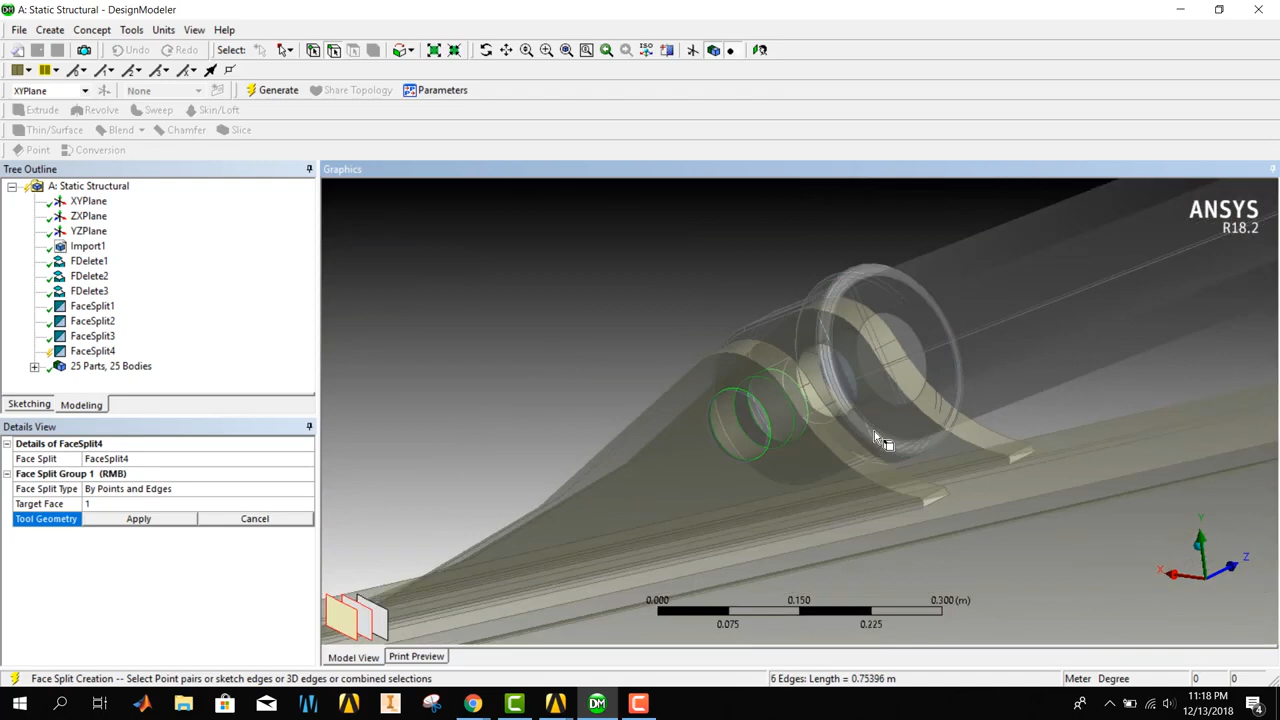 A: Static Structural - DesignModeler
File Create Concept Tools Units View Help
Undo Redo Select: ISO
XYPlane None Generate Share Topology Parameters
Extrude Revolve Sweep Skin/Loft
Thin/Surface Blend Chamfer Slice
Point Conversion
Tree Outline
A: Static Structural
XYPlane
ZXPlane
YZPlane
Import1
FDelete1
FDelete2
FDelete3
FaceSplit1
FaceSplit2
FaceSplit3
FaceSplit4
25 Parts, 25 Bodies
Sketching Modeling
Details View
Details of FaceSplit4
Face Split FaceSplit4
Face Split Group 1 (RMB)
Face Split Type By Points and Edges
Target Face 1
Tool Geometry Apply Cancel
Graphics
ANSYS
R18.2
Y
Z
X
0.000 0.150 0.300 (m)
0.075 0.225
Model View Print Preview
Face Split Creation -- Select Point pairs or sketch edges or 3D edges or combined selections 6 Edges: Length = 0.75396 m Meter Degree 0 0
11:18 PM
12/13/2018
4